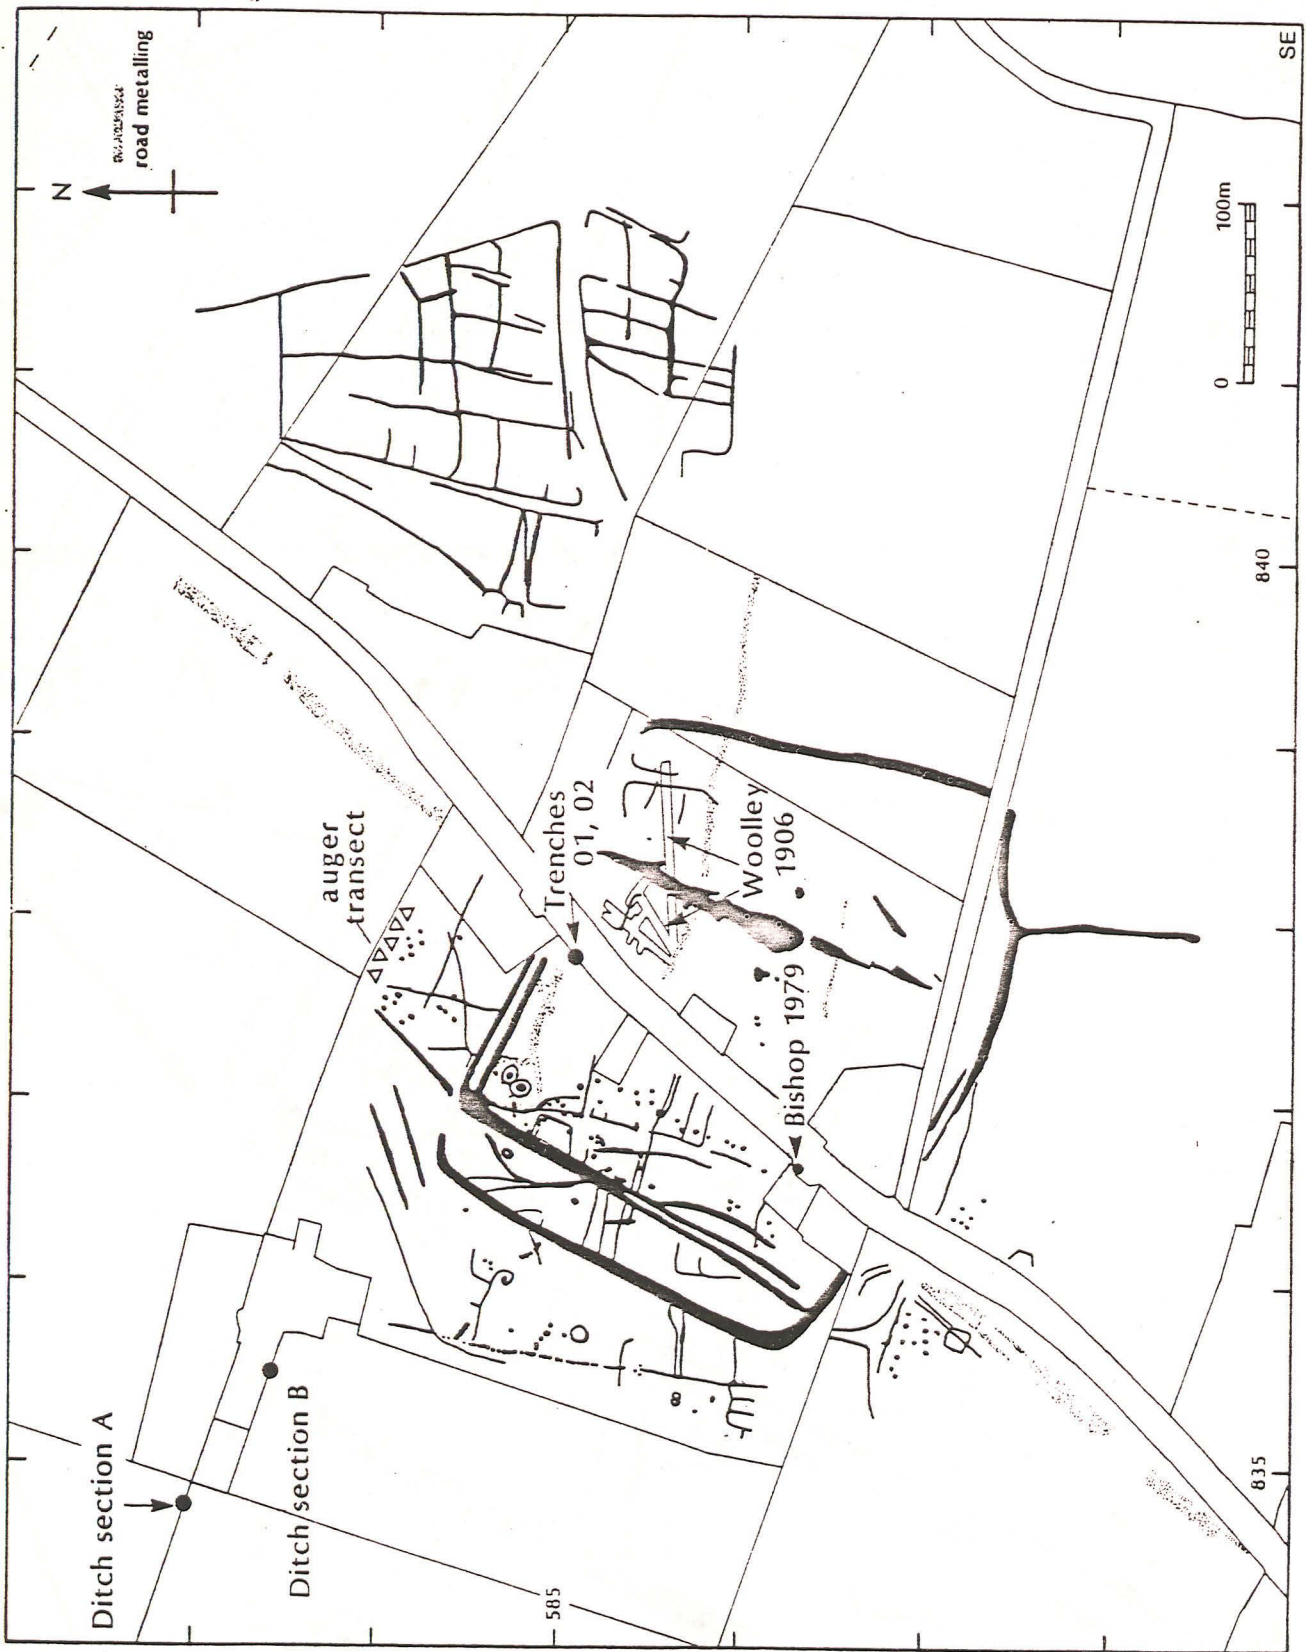 Ditch section A
Ditch section B
585
835
auger
transect
Trenches
01, 02
Bishop 1979
Woolley
1906
840
N
road metalling
0
100m
SE